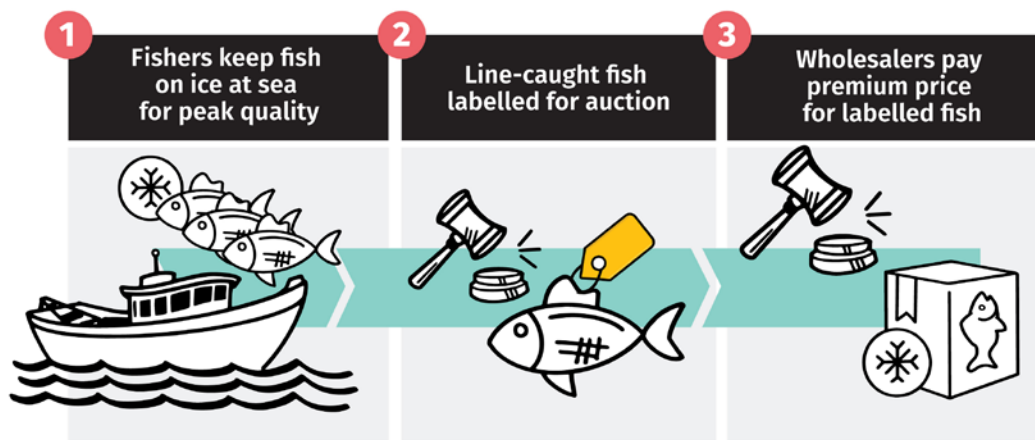 1
Fishers keep fish
on ice at sea
for peak quality
2
Line-caught fish
labelled for auction
3
Wholesalers pay
premium price
for labelled fish